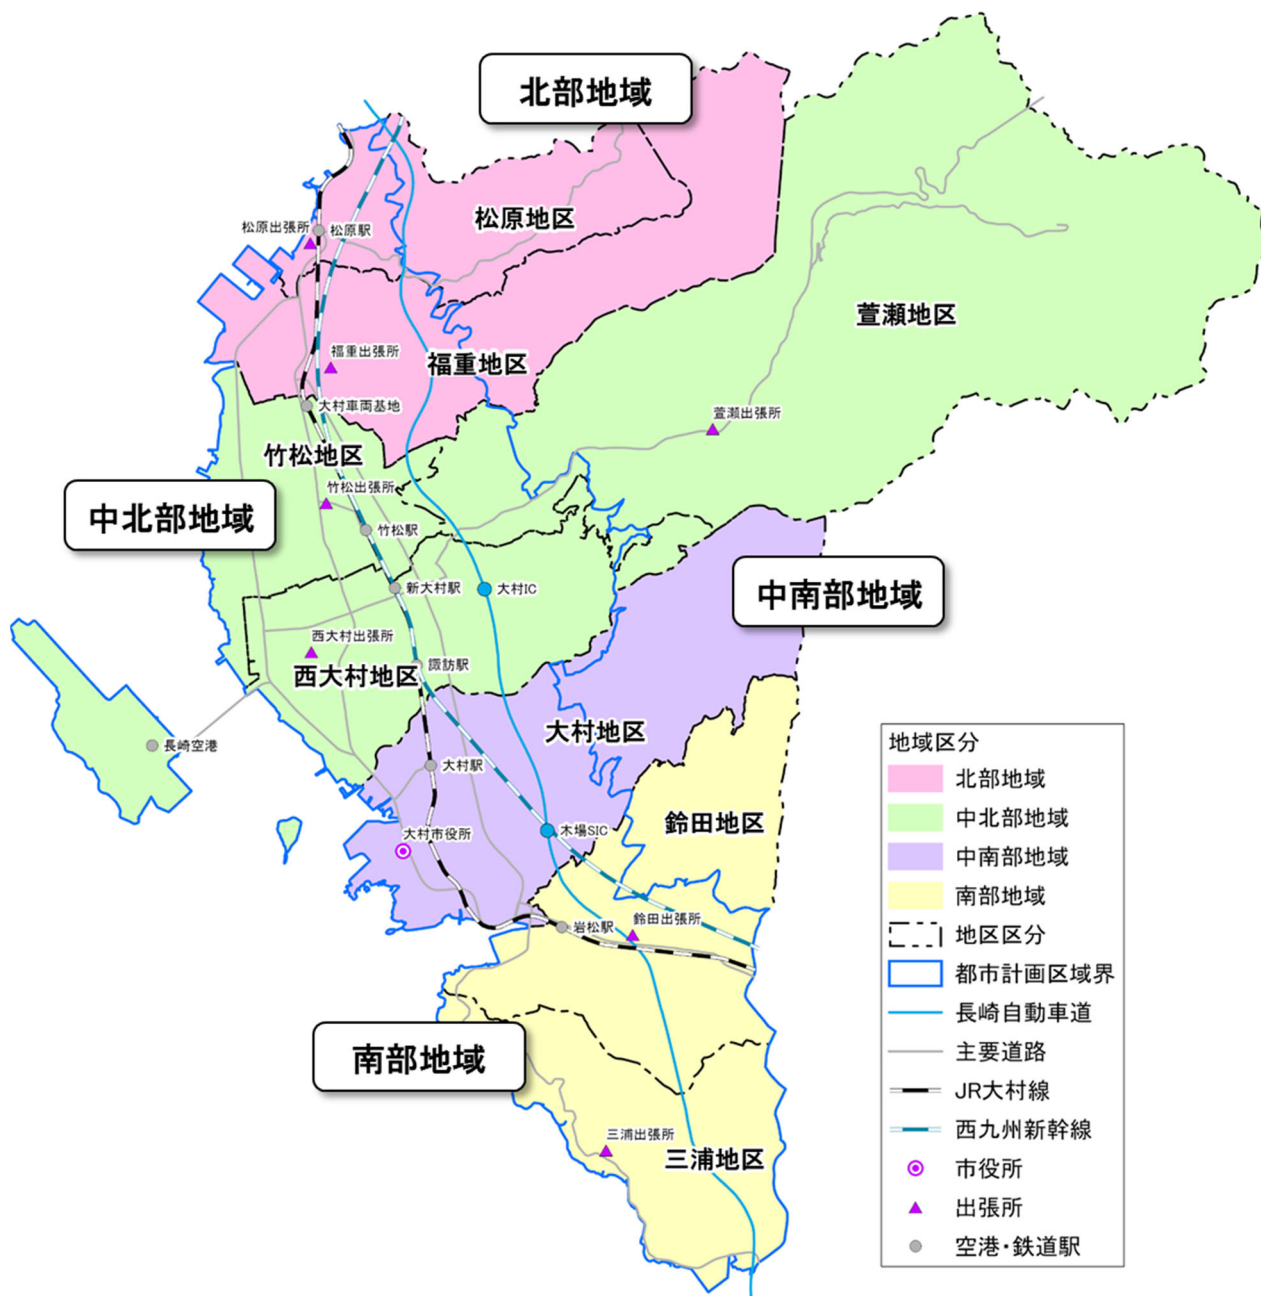 北部地域
松原地区
松原出張所
松原駅
萱瀬地区
福重出張所
福重地区
大村車両基地
萱瀬出張所
竹松地区
竹松出張所
中北部地域
竹松駅
新大村駅
大村IC
中南部地域
西大村出張所
西大村地区
諏訪駅
大村地区
長崎空港
大村駅
鈴田地区
大村市役所
木場SIC
岩松駅
鈴田出張所
南部地域
三浦出張所
三浦地区
地域区分
北部地域
中北部地域
中南部地域
南部地域
地区区分
都市計画区域界
長崎自動車道
主要道路
JR大村線
西九州新幹線
市役所
出張所
空港・鉄道駅